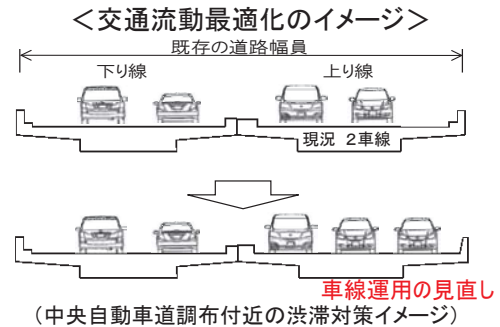 ＜交通流動最適化のイメージ＞
既存の道路幅員
下り線
上り線
現況 2車線
車線運用の見直し
（中央自動車道調布付近の渋滞対策イメージ）